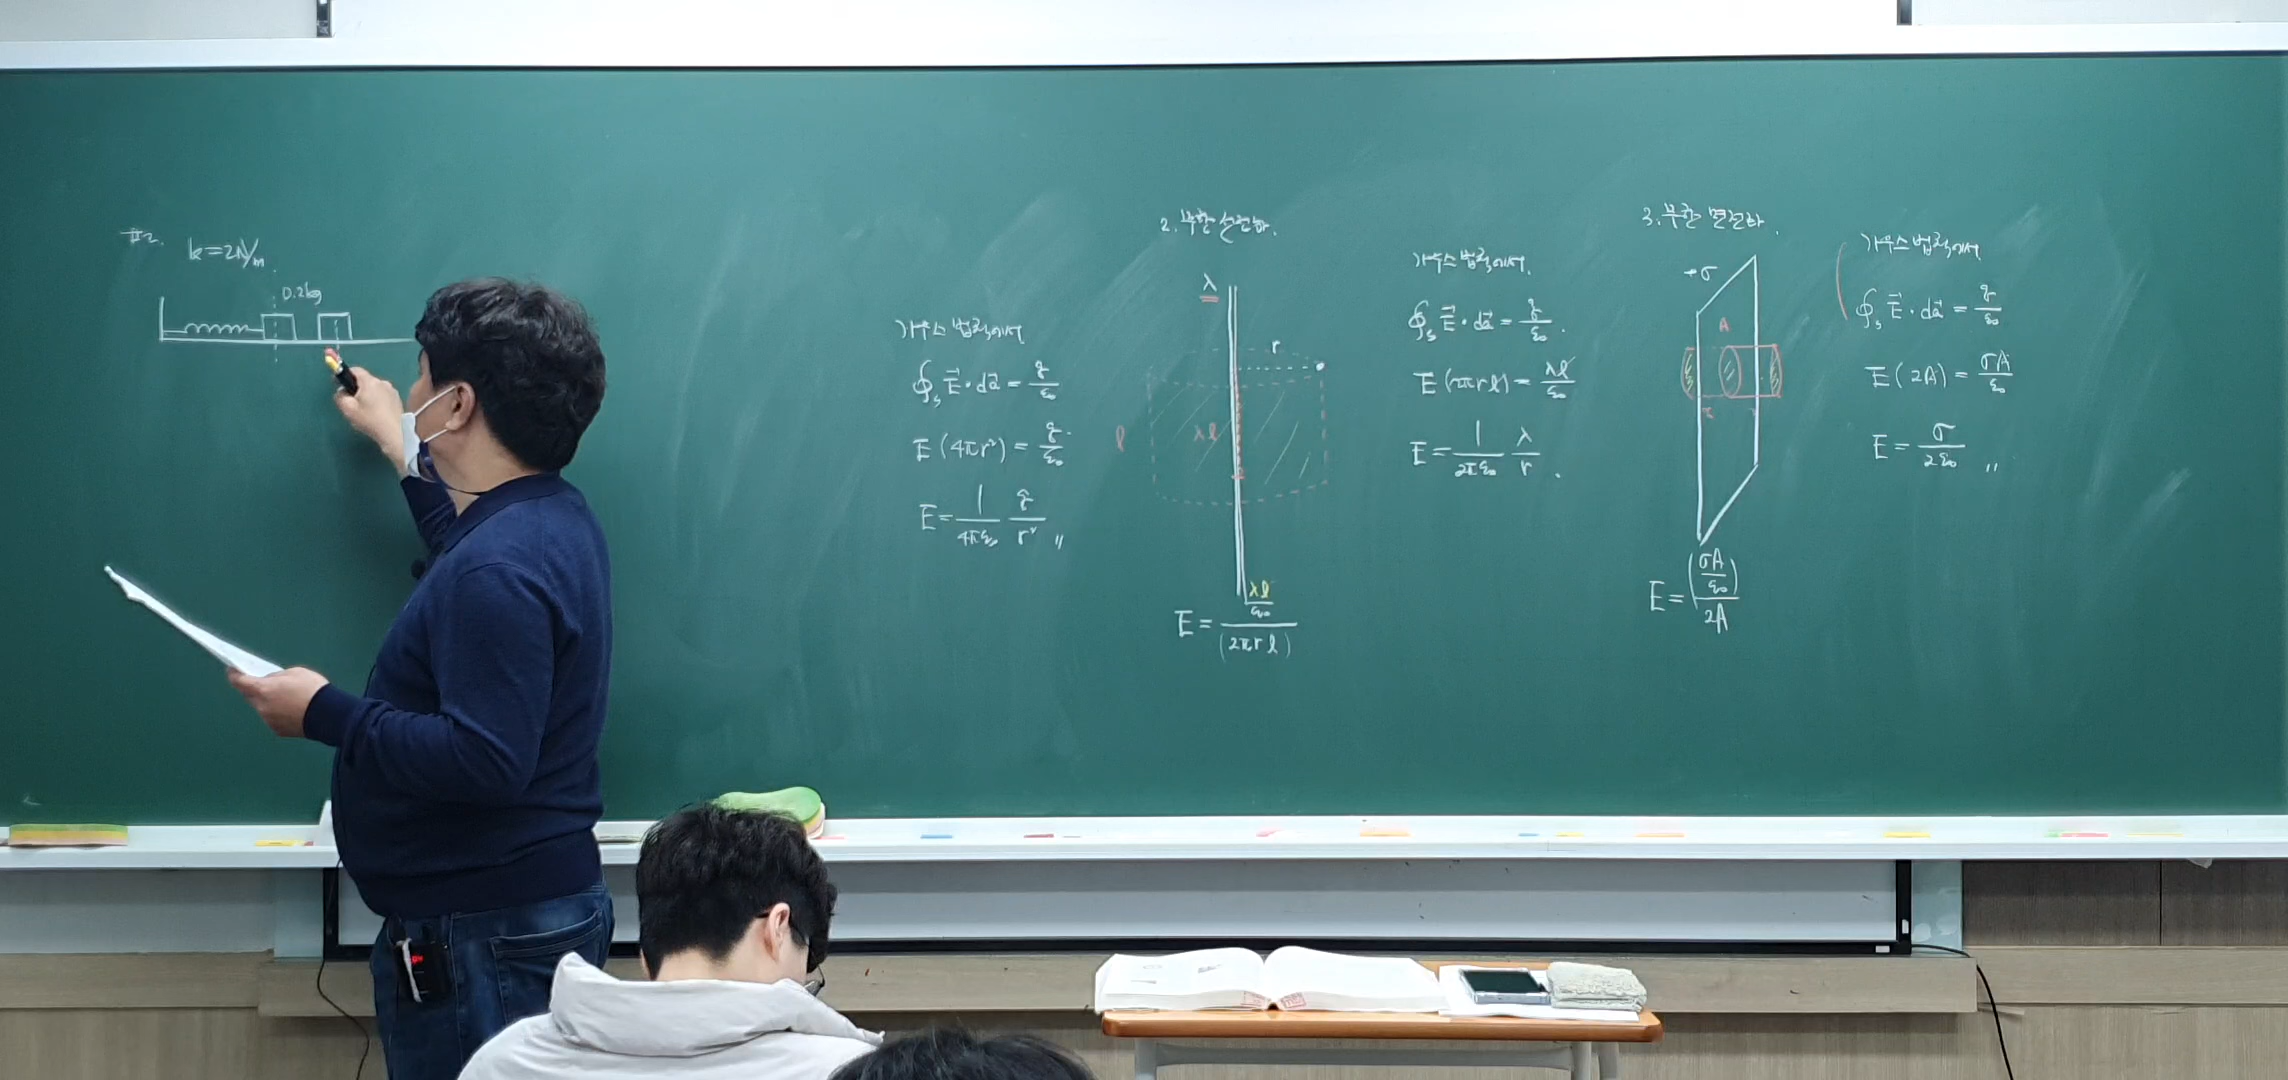 #2.
k=2N/m
0.2kg
가우스 법칙에서
∮ₛ E⃗·da⃗ = q/ε₀
E(4πr²) = q/ε₀
E = 1/4πε₀ q/r² 〃
2. 무한 선전하.
λ
r
l
λl
E = (λl/ε₀)/(2πrl)
가우스 법칙에서.
∮ₛ E⃗·da⃗ = q/ε₀.
E(2πrl) = λl/ε₀
E = 1/2πε₀ λ/r.
3. 무한 면전하.
+σ
A
E = (σA/ε₀)/2A
가우스 법칙에서
∮ₛ E⃗·da⃗ = q/ε₀
E(2A) = σA/ε₀
E = σ/2ε₀ 〃